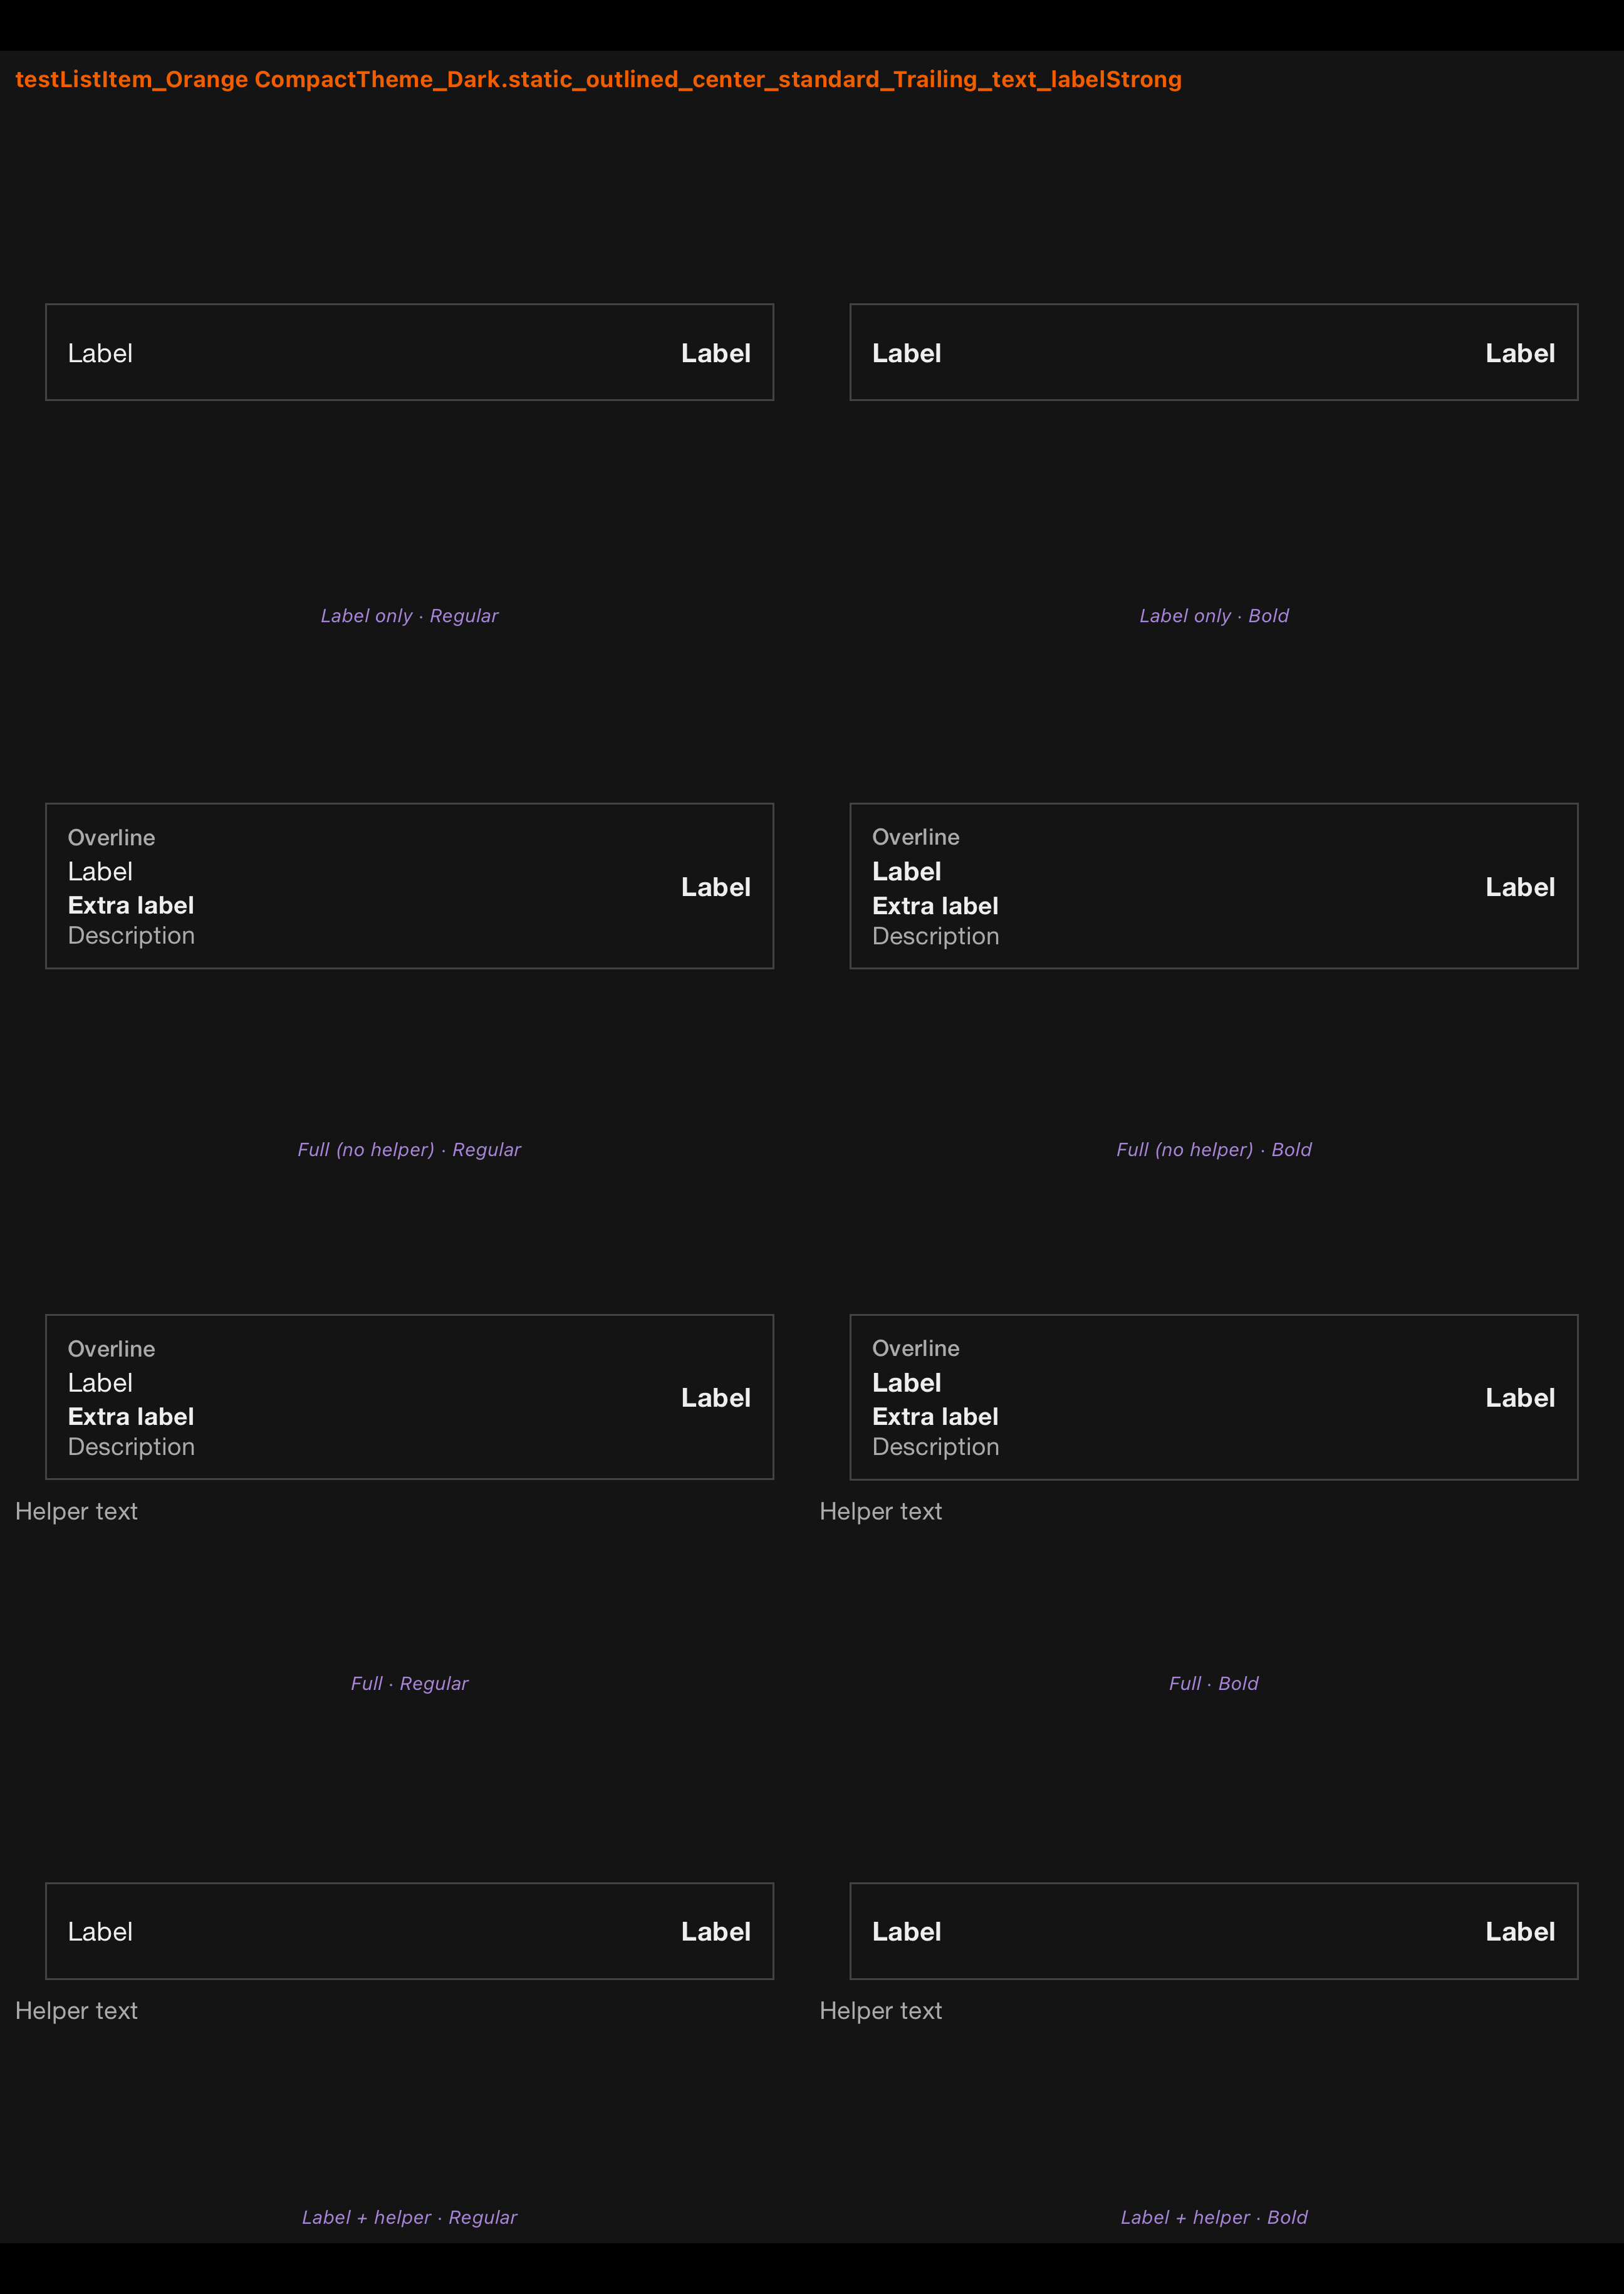 testListItem_Orange CompactTheme_Dark.static_outlined_center_standard_Trailing_text_labelStrong
Label Label
Label Label
Label only · Regular
Label only · Bold
Overline
Label
Extra label
Description
Label
Overline
Label
Extra label
Description
Label
Full (no helper) · Regular
Full (no helper) · Bold
Overline
Label
Extra label
Description
Label
Helper text
Overline
Label
Extra label
Description
Label
Helper text
Full · Regular
Full · Bold
Label Label
Helper text
Label Label
Helper text
Label + helper · Regular
Label + helper · Bold